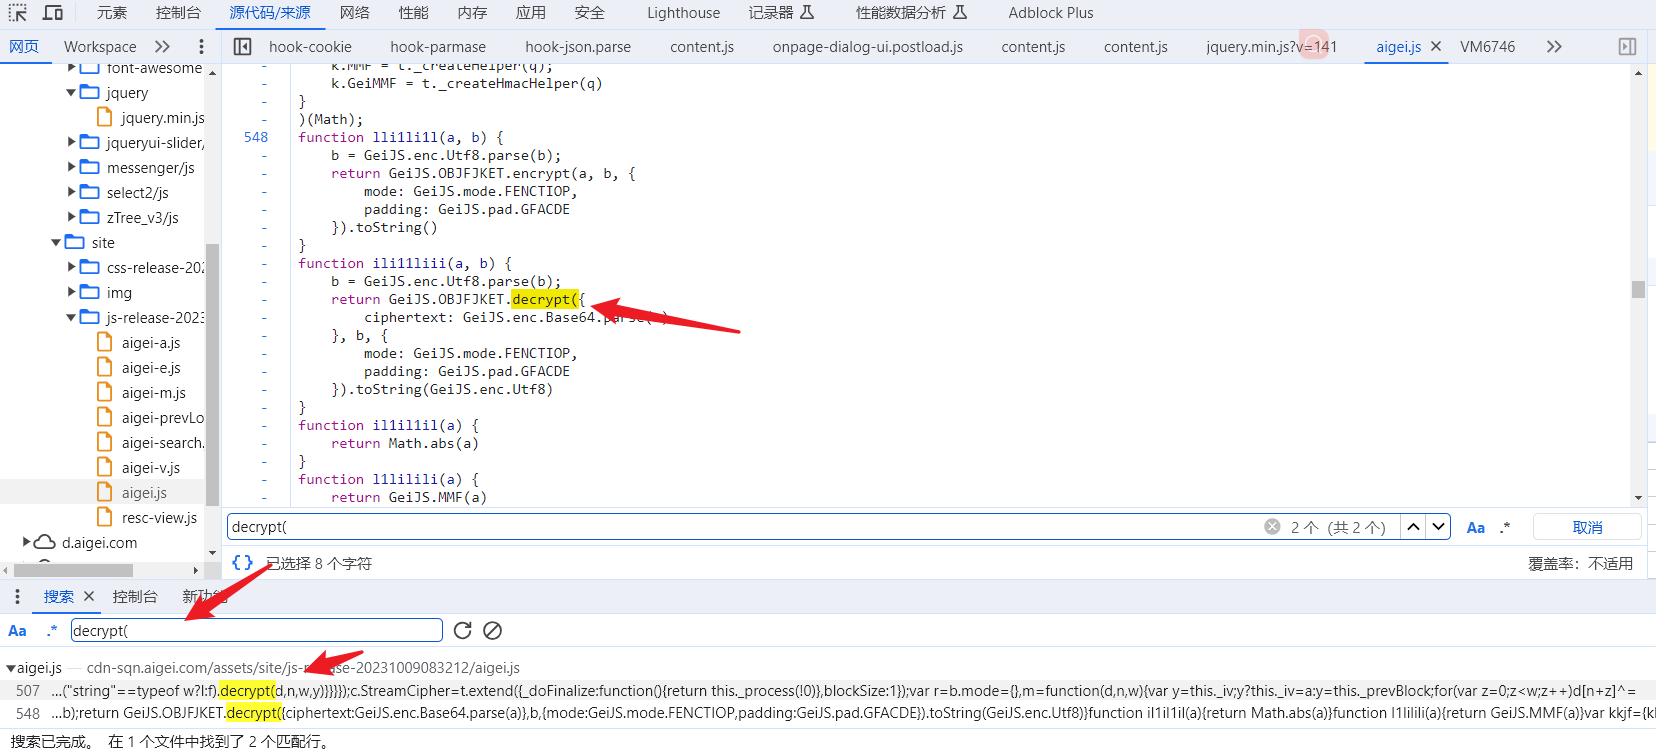 元素 控制台 源代码/来源 网络 性能 内存 应用 安全 Lighthouse 记录器 性能数据分析 Adblock Plus
网页 Workspace hook-cookie hook-parmase hook-json.parse content.js onpage-dialog-ui.postload.js content.js content.js jquery.min.js?v=141 aigei.js VM6746
font-awesome
jquery
jquery.min.js
jqueryui-slider/
messenger/js
select2/js
zTree_v3/js
site
css-release-202
img
js-release-2023
aigei-a.js
aigei-e.js
aigei-m.js
aigei-prevLo
aigei-search.
aigei-v.js
aigei.js
resc-view.js
d.aigei.com
k.MMF = t._createHelper(q);
k.GeiMMF = t._createHmacHelper(q)
}
)(Math);
548 function lli1li1l(a, b) {
b = GeiJS.enc.Utf8.parse(b);
return GeiJS.OBJFJKET.encrypt(a, b, {
mode: GeiJS.mode.FENCTIOP,
padding: GeiJS.pad.GFACDE
}).toString()
}
function ili11liii(a, b) {
b = GeiJS.enc.Utf8.parse(b);
return GeiJS.OBJFJKET.decrypt({
ciphertext: GeiJS.enc.Base64.parse(
}, b, {
mode: GeiJS.mode.FENCTIOP,
padding: GeiJS.pad.GFACDE
}).toString(GeiJS.enc.Utf8)
}
function il1il1il(a) {
return Math.abs(a)
}
function l1lilili(a) {
return GeiJS.MMF(a)
decrypt( 2 个 (共 2 个) Aa .* 取消
{} 已选择 8 个字符 覆盖率：不适用
搜索 控制台 新功能
Aa .* decrypt(
aigei.js — cdn-sqn.aigei.com/assets/site/js-release-20231009083212/aigei.js
507 …("string"==typeof w?l:f).decrypt(d,n,w,y)}}}});c.StreamCipher=t.extend({_doFinalize:function(){return this._process(!0)},blockSize:1});var r=b.mode={},m=function(d,n,w){var y=this._iv;y?this._iv=a:y=this._prevBlock;for(var z=0;z<w;z++)d[n+z]^=
548 …b);return GeiJS.OBJFJKET.decrypt({ciphertext:GeiJS.enc.Base64.parse(a)},b,{mode:GeiJS.mode.FENCTIOP,padding:GeiJS.pad.GFACDE}).toString(GeiJS.enc.Utf8)}function il1il1il(a){return Math.abs(a)}function l1lilili(a){return GeiJS.MMF(a)}var kkjf={kl
搜索已完成。 在 1 个文件中找到了 2 个匹配行。